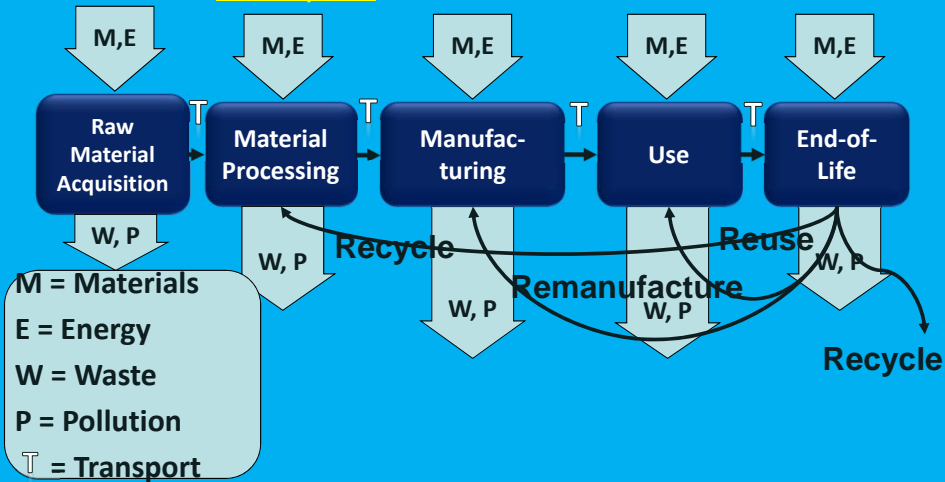 M,E
M,E
M,E
M,E
M,E
Raw
Material
Acquisition
T
Material
Processing
T
Manufac-
turing
T
Use
T
End-of-
Life
W, P
W, P
W, P
W, P
W, P
Recycle
Reuse
Remanufacture
Recycle
M = Materials
E = Energy
W = Waste
P = Pollution
T = Transport